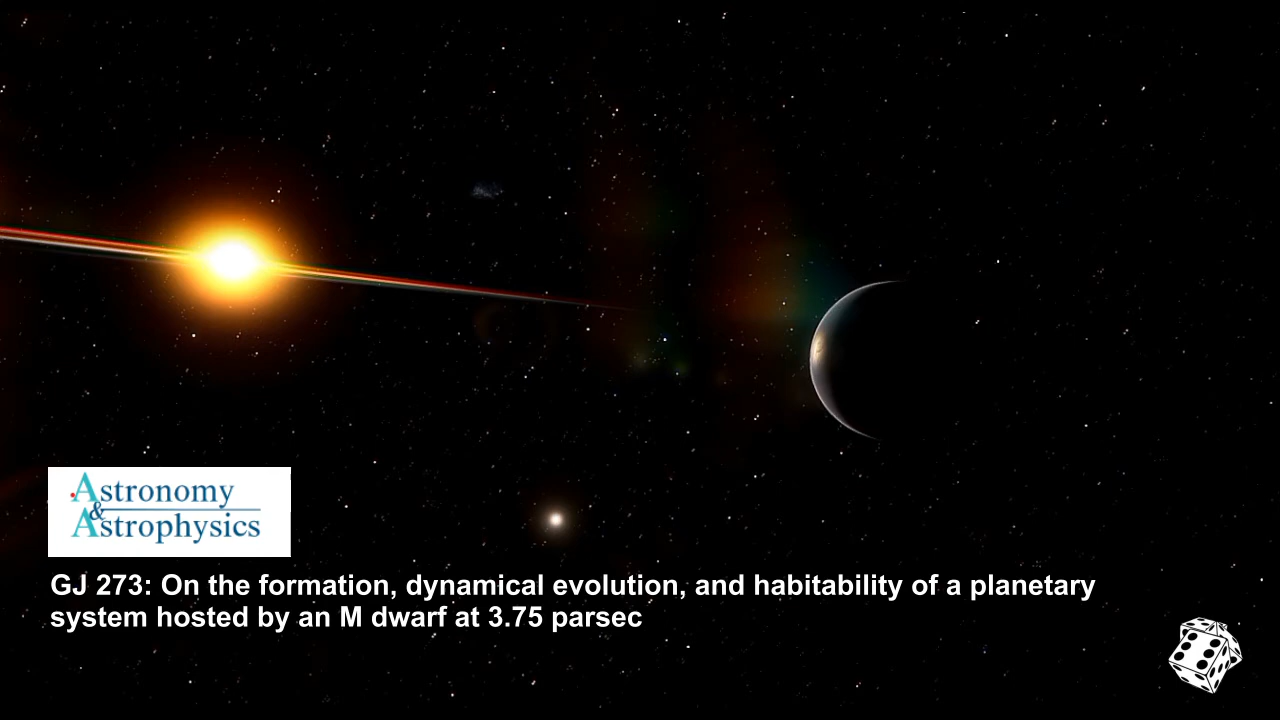 Astronomy
&
Astrophysics
GJ 273: On the formation, dynamical evolution, and habitability of a planetary
system hosted by an M dwarf at 3.75 parsec